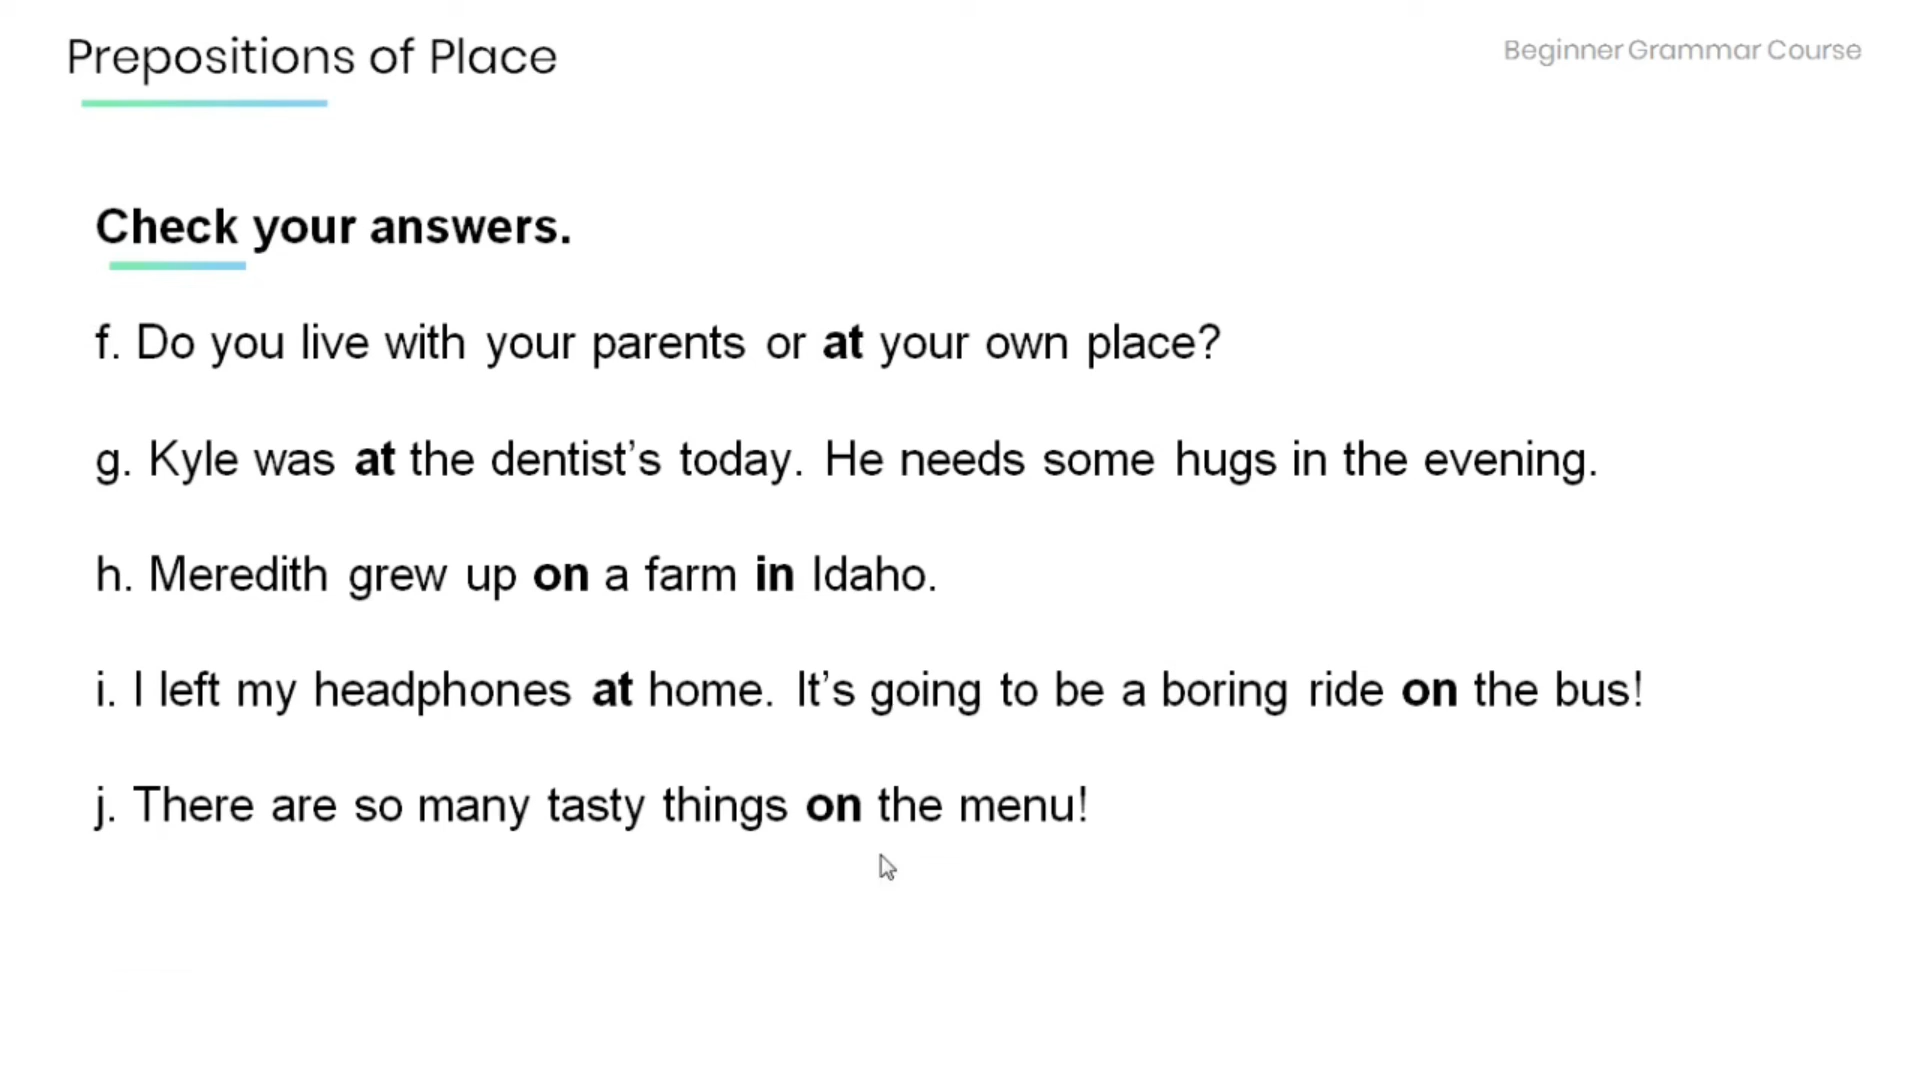 Prepositions of Place
Beginner Grammar Course
Check your answers.
f. Do you live with your parents or at your own place?
g. Kyle was at the dentist’s today. He needs some hugs in the evening.
h. Meredith grew up on a farm in Idaho.
i. I left my headphones at home. It’s going to be a boring ride on the bus!
j. There are so many tasty things on the menu!